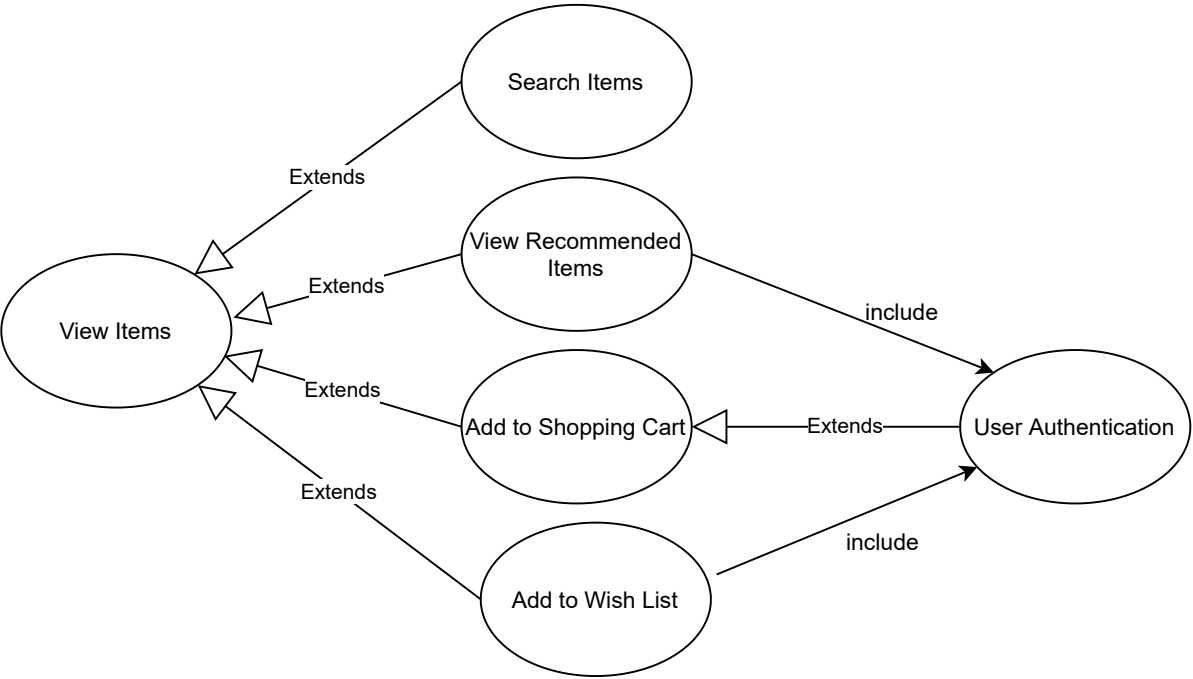 Search Items
Extends
View Recommended
Items
Extends
include
View Items
Extends
Add to Shopping Cart
Extends
User Authentication
Extends
include
Add to Wish List